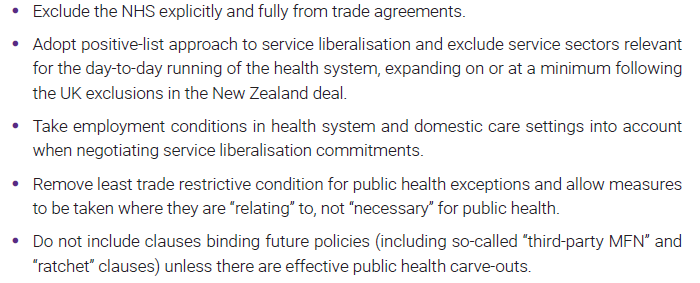 • Exclude the NHS explicitly and fully from trade agreements.
• Adopt positive-list approach to service liberalisation and exclude service sectors relevant
for the day-to-day running of the health system, expanding on or at a minimum following
the UK exclusions in the New Zealand deal.
• Take employment conditions in health system and domestic care settings into account
when negotiating service liberalisation commitments.
• Remove least trade restrictive condition for public health exceptions and allow measures
to be taken where they are “relating” to, not “necessary” for public health.
• Do not include clauses binding future policies (including so-called “third-party MFN” and
“ratchet” clauses) unless there are effective public health carve-outs.